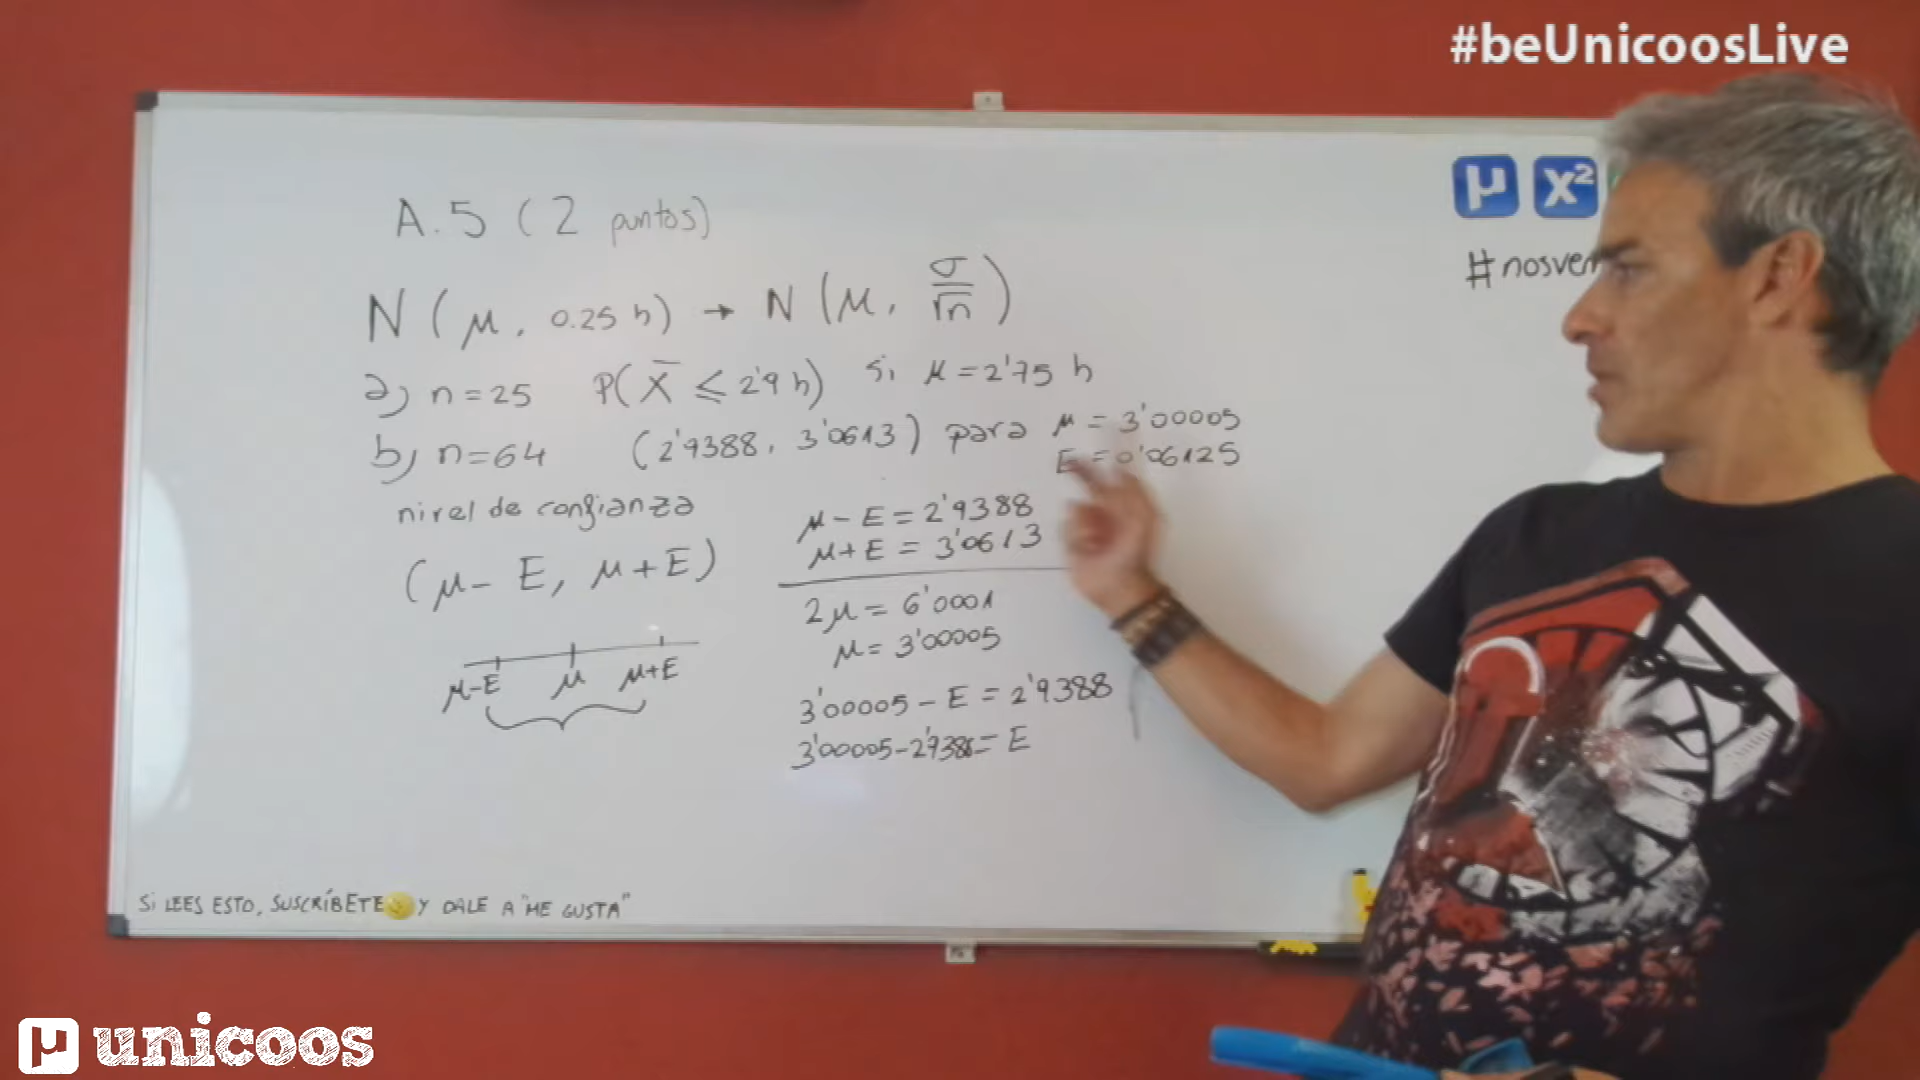 #beUnicoosLive
μ x²
#nosve
A.5 (2 puntos)
N(μ, 0.25 h) → N(μ, σ/√n)
a) n=25 P(X̄ ≤ 2'9 h) si μ=2'75 h
b) n=64 (2'9388, 3'0613) para μ=3'00005
E=0'06125
nivel de confianza
(μ-E, μ+E)
μ-E μ μ+E
μ-E=2'9388
μ+E=3'0613
2μ=6'0001
μ=3'00005
3'00005-E=2'9388
3'00005-2'9388=E
SI LEES ESTO, SUSCRÍBETE Y DALE A "ME GUSTA"
μ unicoos